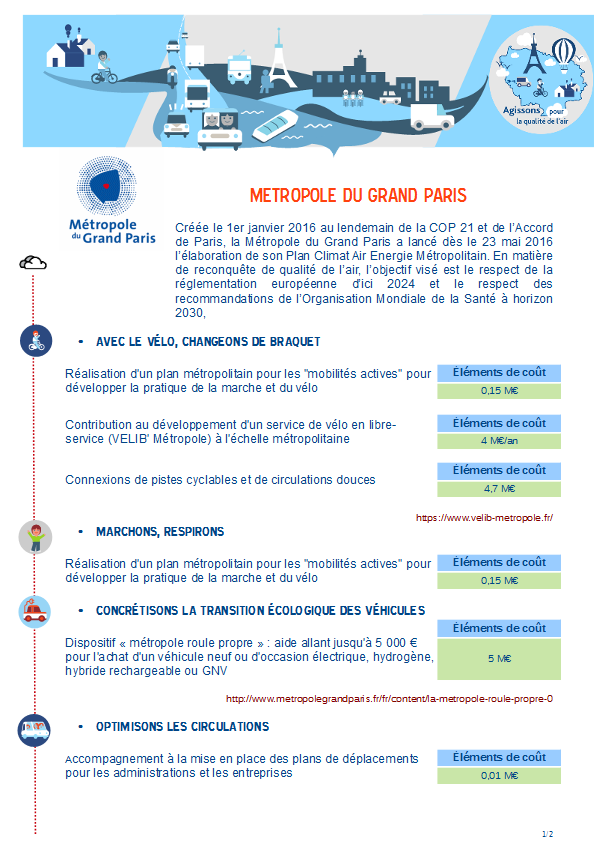 Agissons pour
la qualité de l'air
Métropole
du Grand Paris
METROPOLE DU GRAND PARIS
Créée le 1er janvier 2016 au lendemain de la COP 21 et de l'Accord
de Paris, la Métropole du Grand Paris a lancé dès le 23 mai 2016
l'élaboration de son Plan Climat Air Energie Métropolitain. En matière
de reconquête de qualité de l'air, l'objectif visé est le respect de la
réglementation européenne d'ici 2024 et le respect des
recommandations de l'Organisation Mondiale de la Santé à horizon
2030,
• AVEC LE VÉLO, CHANGEONS DE BRAQUET
Réalisation d'un plan métropolitain pour les "mobilités actives" pour
développer la pratique de la marche et du vélo
Éléments de coût
0,15 M€
Contribution au développement d'un service de vélo en libre-
service (VELIB' Métropole) à l'échelle métropolitaine
Éléments de coût
4 M€/an
Connexions de pistes cyclables et de circulations douces
Éléments de coût
4,7 M€
https://www.velib-metropole.fr/
• MARCHONS, RESPIRONS
Réalisation d'un plan métropolitain pour les "mobilités actives" pour
développer la pratique de la marche et du vélo
Éléments de coût
0,15 M€
• CONCRÉTISONS LA TRANSITION ÉCOLOGIQUE DES VÉHICULES
Dispositif « métropole roule propre » : aide allant jusqu'à 5 000 €
pour l'achat d'un véhicule neuf ou d'occasion électrique, hydrogène,
hybride rechargeable ou GNV
Éléments de coût
5 M€
http://www.metropolegrandparis.fr/fr/content/la-metropole-roule-propre-0
• OPTIMISONS LES CIRCULATIONS
Accompagnement à la mise en place des plans de déplacements
pour les administrations et les entreprises
Éléments de coût
0,01 M€
1/2